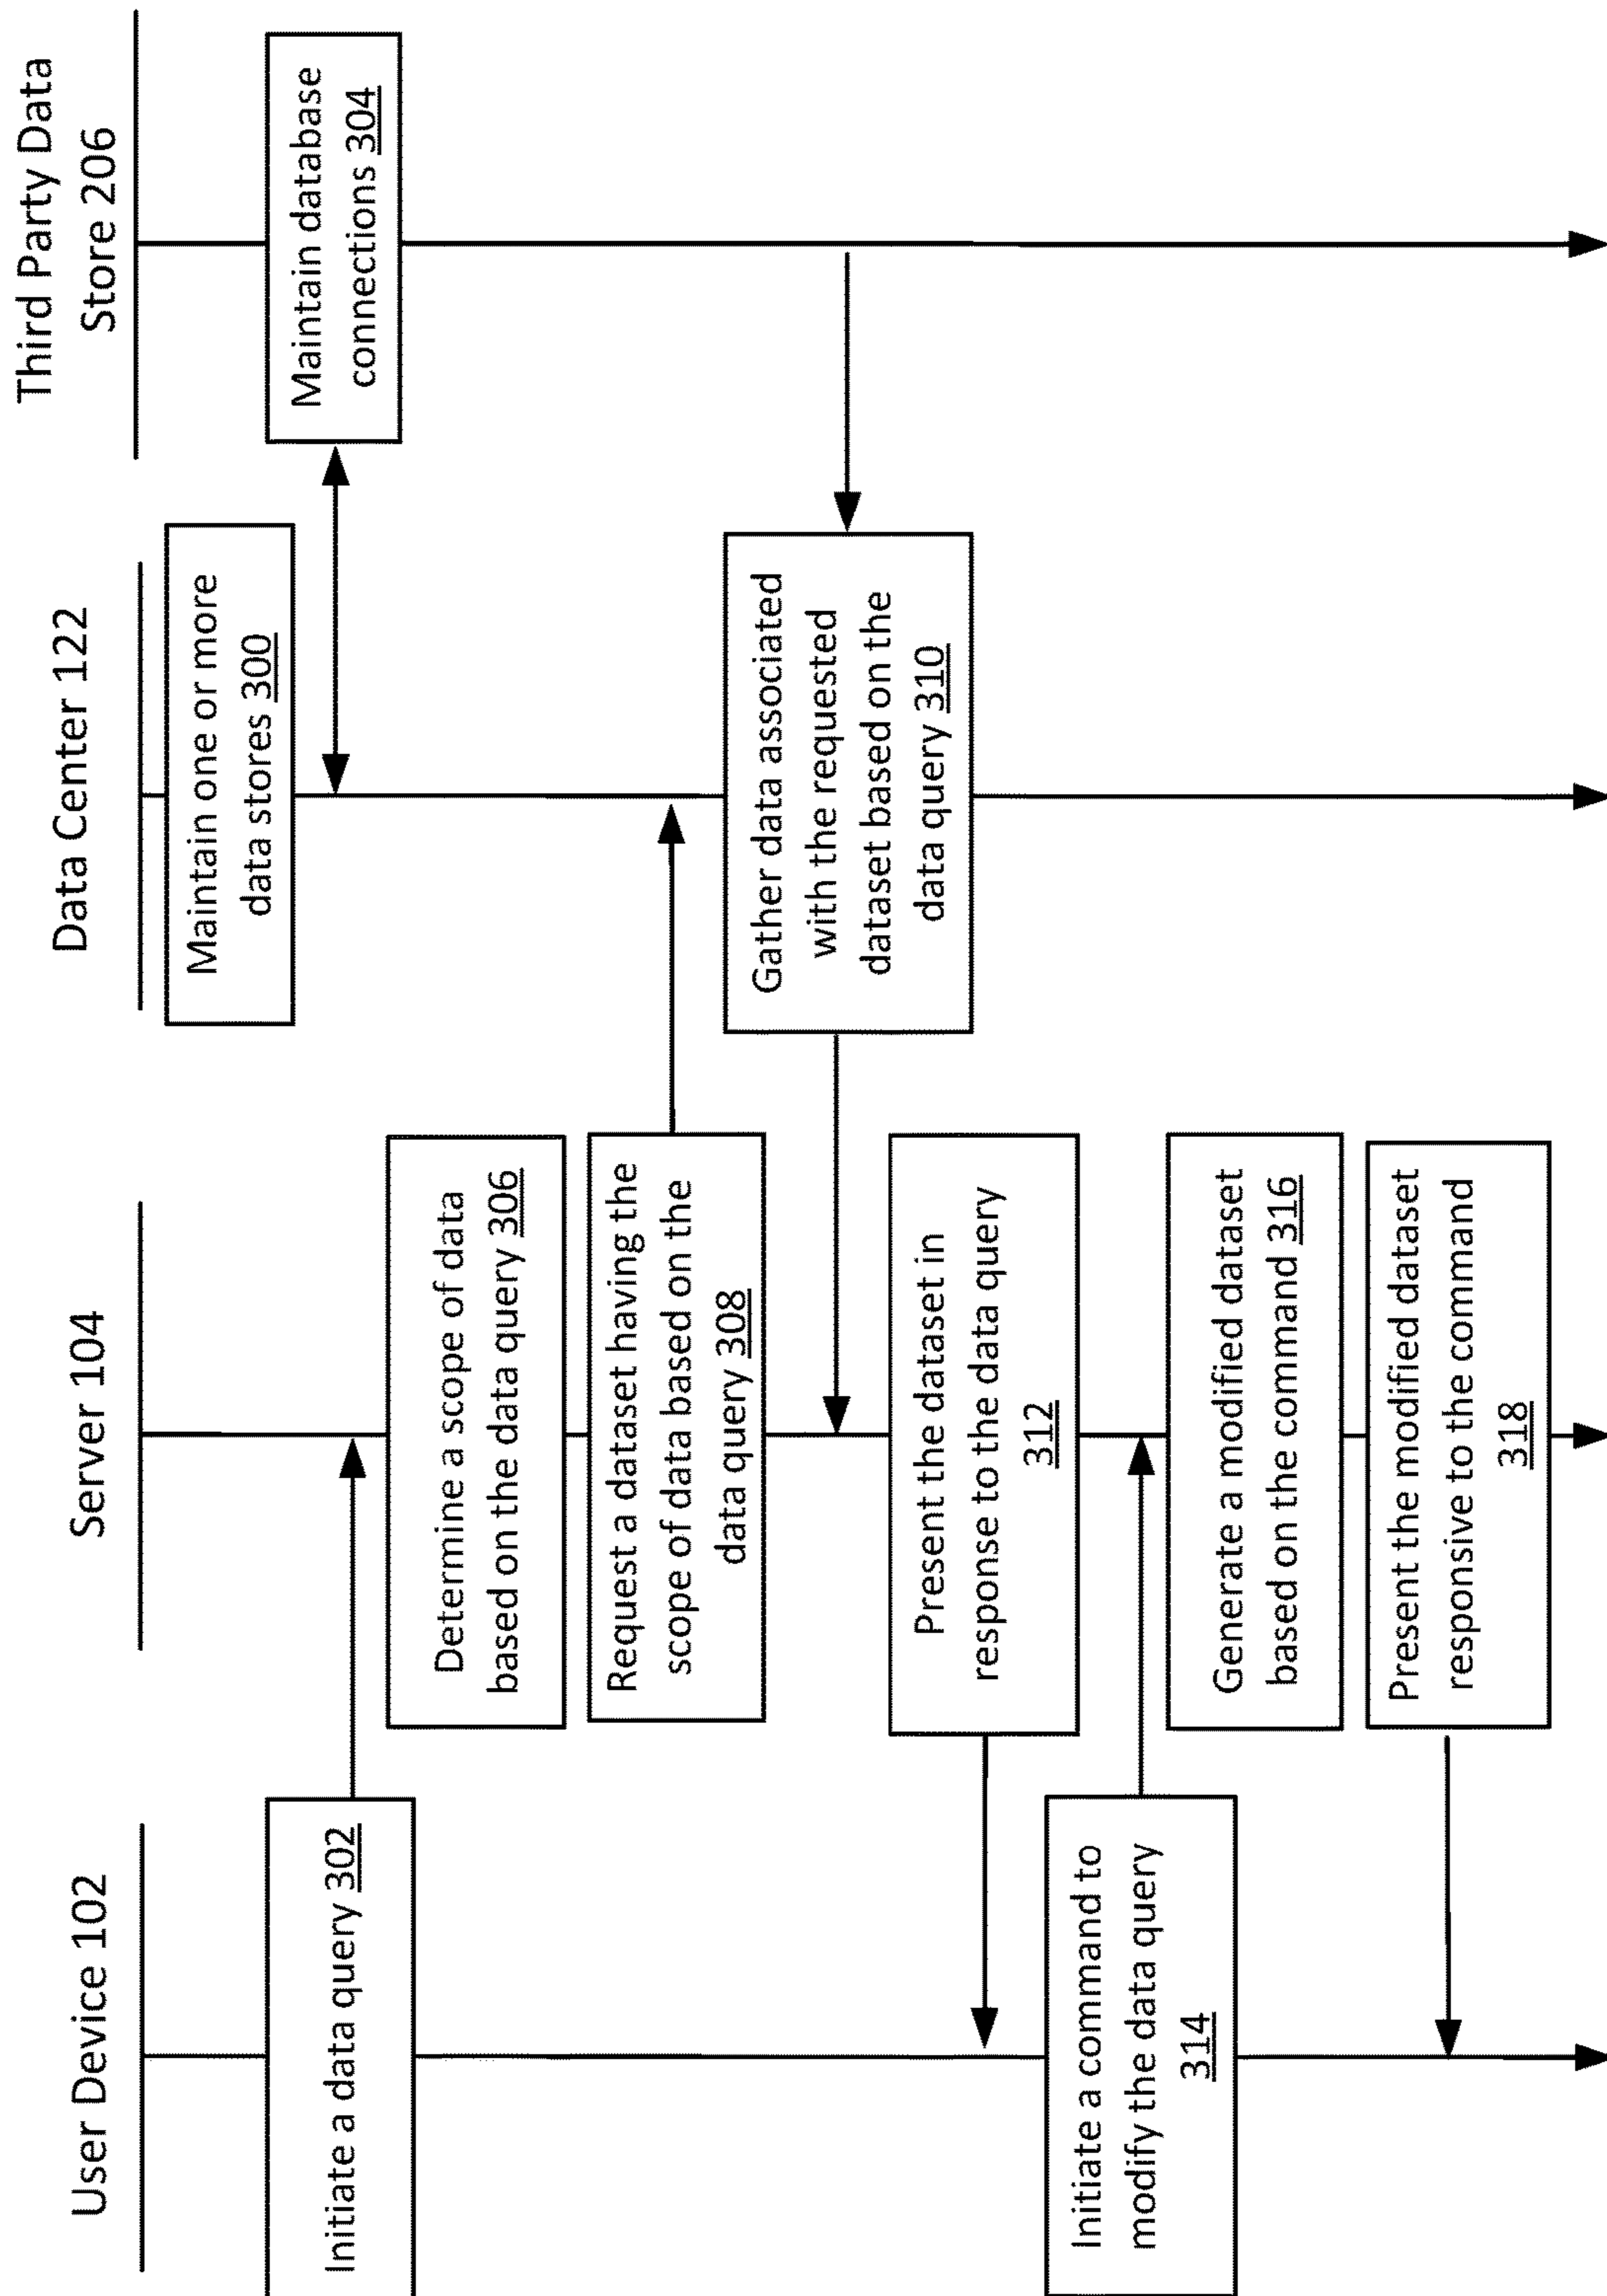 User Device 102
Server 104
Data Center 122
Third Party Data
Store 206
Maintain one or more
data stores 300
Initiate a data query 302
Maintain database
connections 304
Determine a scope of data
based on the data query 306
Request a dataset having the
scope of data based on the
data query 308
Gather data associated
with the requested
dataset based on the
data query 310
Present the dataset in
response to the data query
312
Initiate a command to
modify the data query
314
Generate a modified dataset
based on the command 316
Present the modified dataset
responsive to the command
318